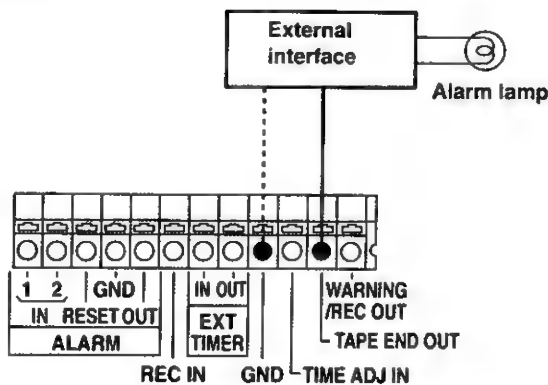 External
interface
Alarm lamp
1 2 GND IN OUT WARNING
/REC OUT
IN RESET OUT EXT
TIMER TAPE END OUT
ALARM
REC IN GND TIME ADJ IN